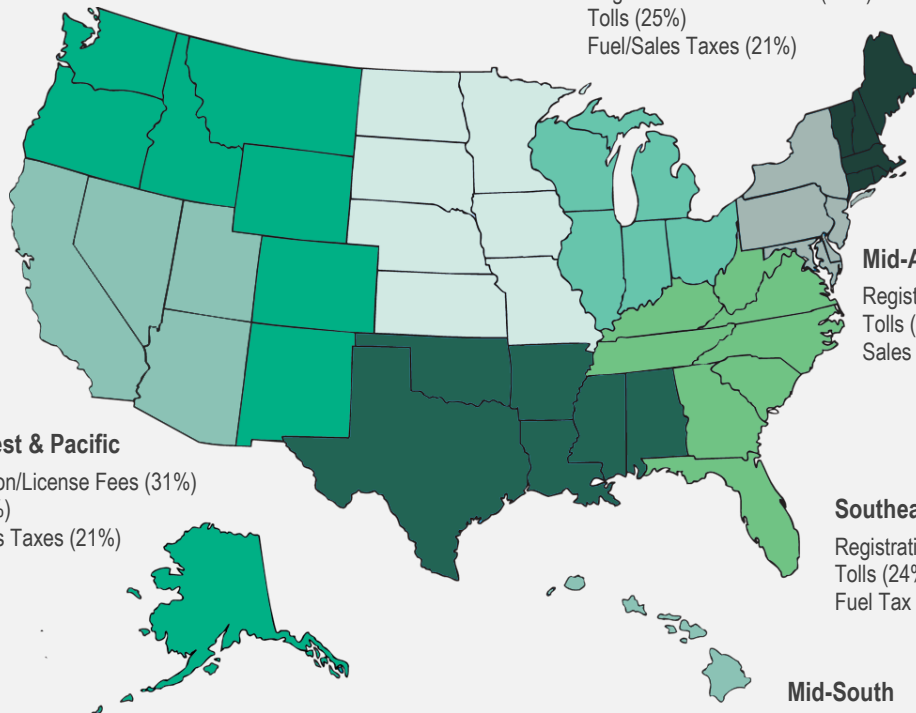 Tolls (25%)
Fuel/Sales Taxes (21%)
Mid-A
Regist
Tolls (
Sales
est & Pacific
on/License Fees (31%)
%)
s Taxes (21%)
Southea
Registrati
Tolls (24%
Fuel Tax
Mid-South